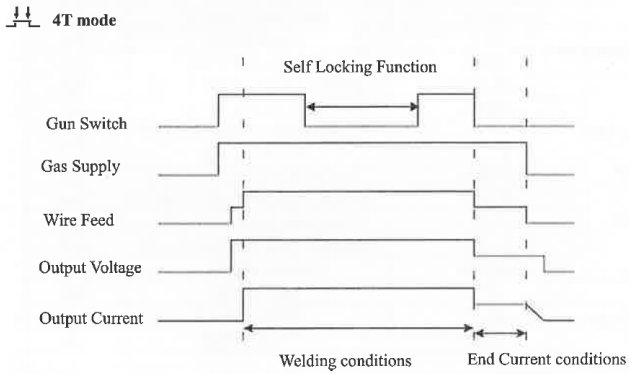 4T mode
Self Locking Function
Gun Switch
Gas Supply
Wire Feed
Output Voltage
Output Current
Welding conditions
End Current conditions